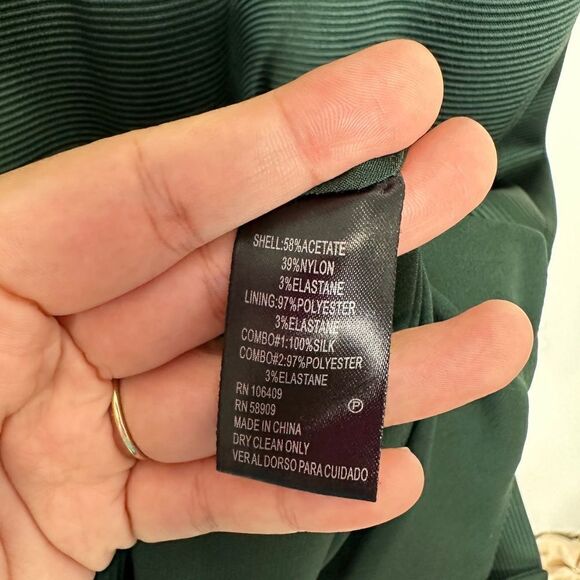 SHELL:58%ACETATE
39%NYLON
3%ELASTANE
LINING:97%POLYESTER
3%ELASTANE
COMBO#1:100%SILK
COMBO#2:97%POLYESTER
3%ELASTANE
RN 106409
P
RN 58909
MADE IN CHINA
DRY CLEAN ONLY
VER AL DORSO PARA CUIDADO